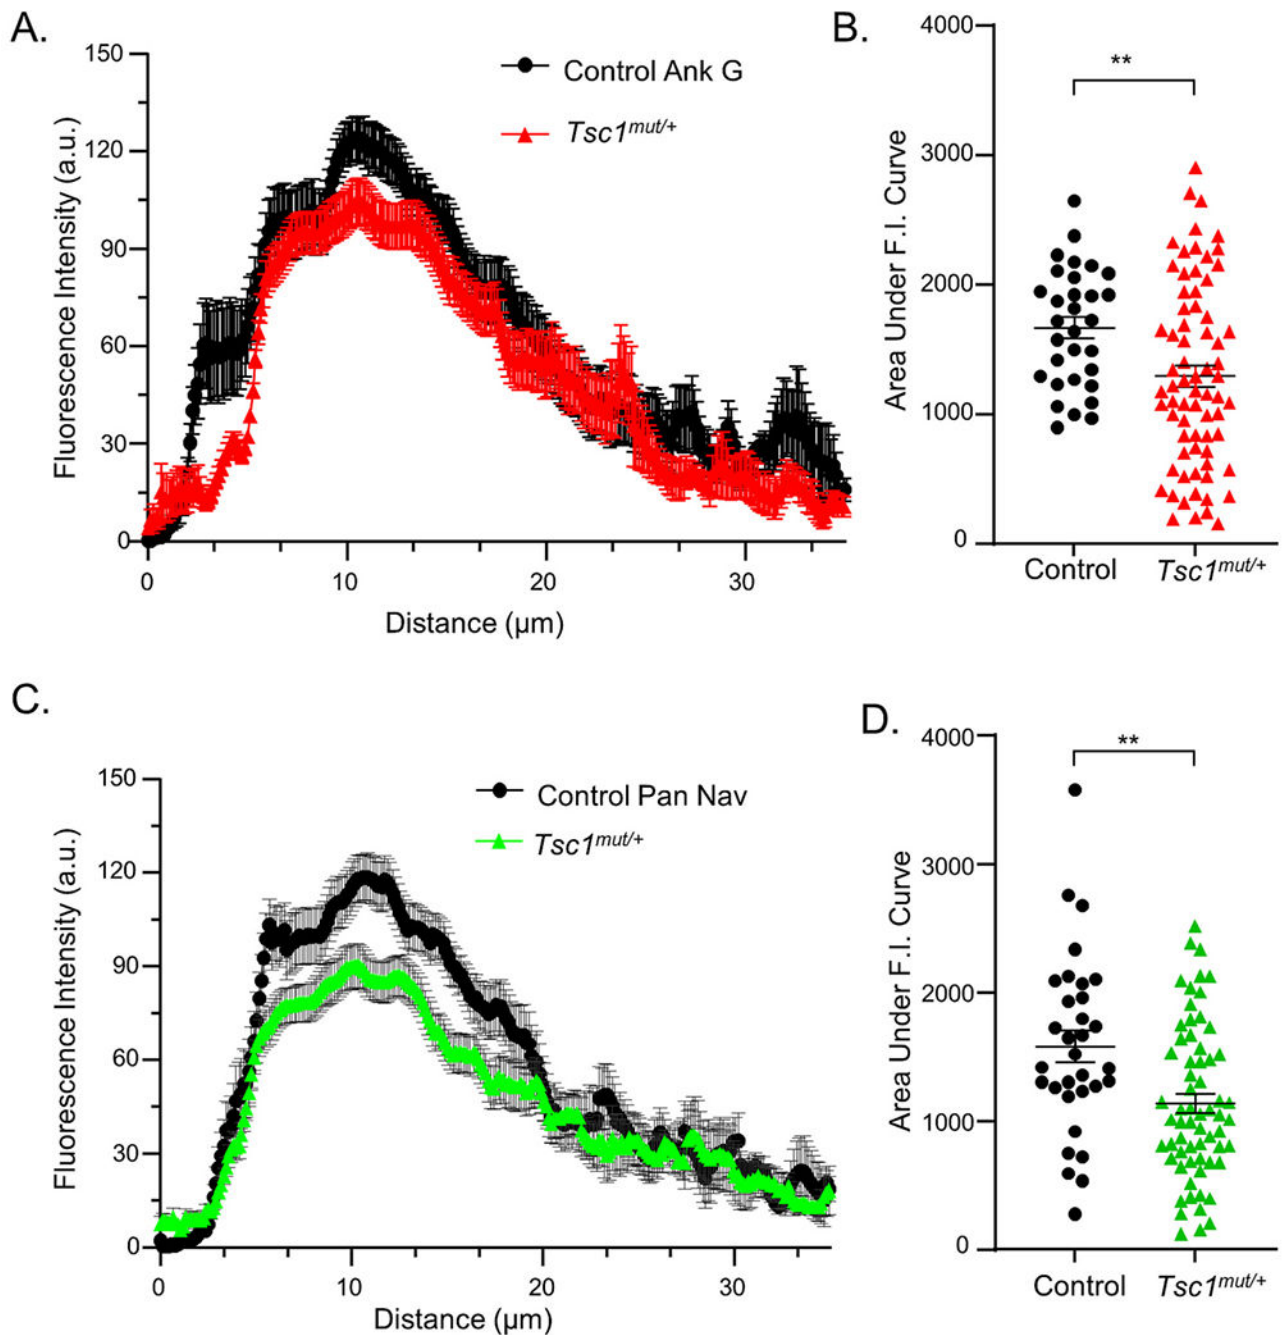 A.
150
120
90
60
30
0
Fluorescence Intensity (a.u.)
Control Ank G
Tsc1mut/+
0 10 20 30
Distance (µm)
B.
4000
3000
2000
1000
0
Area Under F.I. Curve
**
Control Tsc1mut/+
C.
150
120
90
60
30
0
Fluorescence Intensity (a.u.)
Control Pan Nav
Tsc1mut/+
0 10 20 30
Distance (µm)
D.
4000
3000
2000
1000
0
Area Under F.I. Curve
**
Control Tsc1mut/+